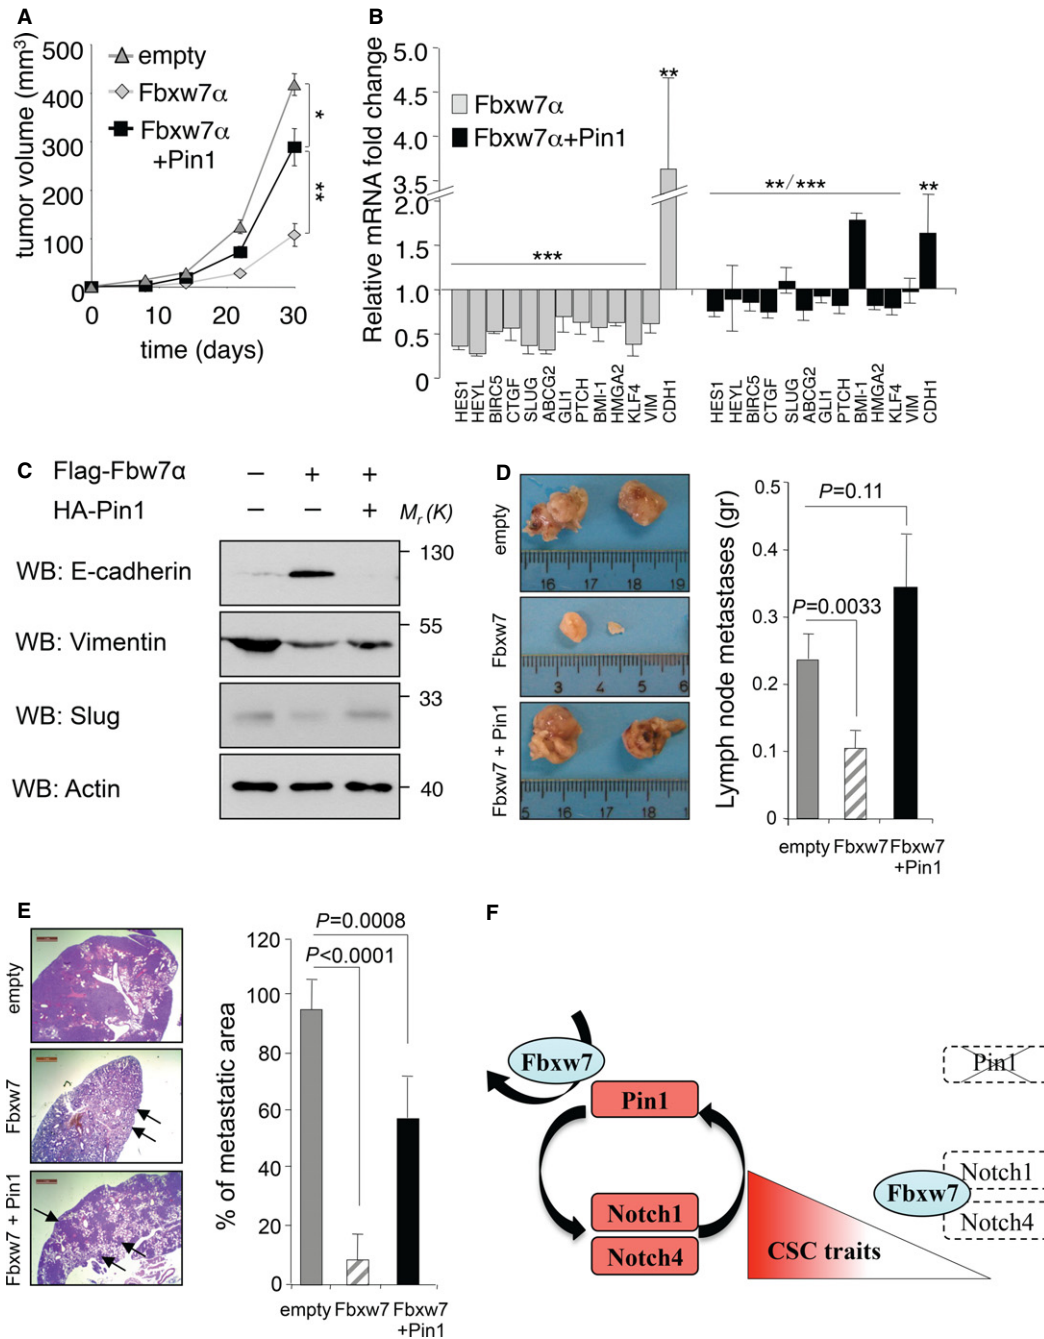 A
tumor volume (mm³)
500
400
300
200
100
0
0 10 20 30
time (days)
empty
Fbxw7α
Fbxw7α
+Pin1
*
**
B
Relative mRNA fold change
5.0
4.5
4.0
3.5
2.0
1.5
1.0
0.5
0
Fbxw7α
Fbxw7α+Pin1
***
**
**/***
**
HES1
HEYL
BIRC5
CTGF
SLUG
ABCG2
GLI1
PTCH
BMI-1
HMGA2
KLF4
VIM
CDH1
HES1
HEYL
BIRC5
CTGF
SLUG
ABCG2
GLI1
PTCH
BMI-1
HMGA2
KLF4
VIM
CDH1
C
Flag-Fbw7α – + +
HA-Pin1 – – + Mr (K)
WB: E-cadherin
130
WB: Vimentin
55
WB: Slug
33
WB: Actin
40
D
empty
16 17 18 19
Fbxw7
3 4 5 6
Fbxw7 + Pin1
5 16 17 18
Lymph node metastases (gr)
0.5
0.4
0.3
0.2
0.1
0
P=0.11
P=0.0033
empty Fbxw7 Fbxw7
+Pin1
E
empty
Fbxw7
Fbxw7 + Pin1
% of metastatic area
120
100
80
60
40
20
0
P=0.0008
P<0.0001
empty Fbxw7 Fbxw7
+Pin1
F
Fbxw7
Pin1
Notch1
Notch4
CSC traits
Pin1
Fbxw7
Notch1
Notch4